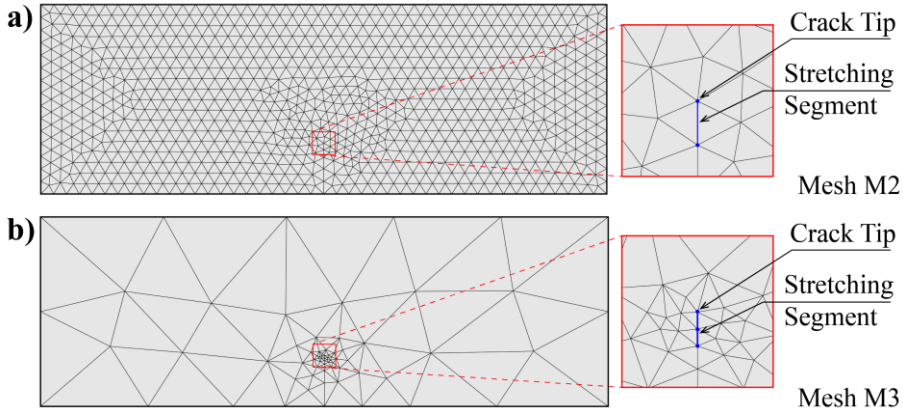 a)
Crack Tip
Stretching
Segment
Mesh M2
b)
Crack Tip
Stretching
Segment
Mesh M3